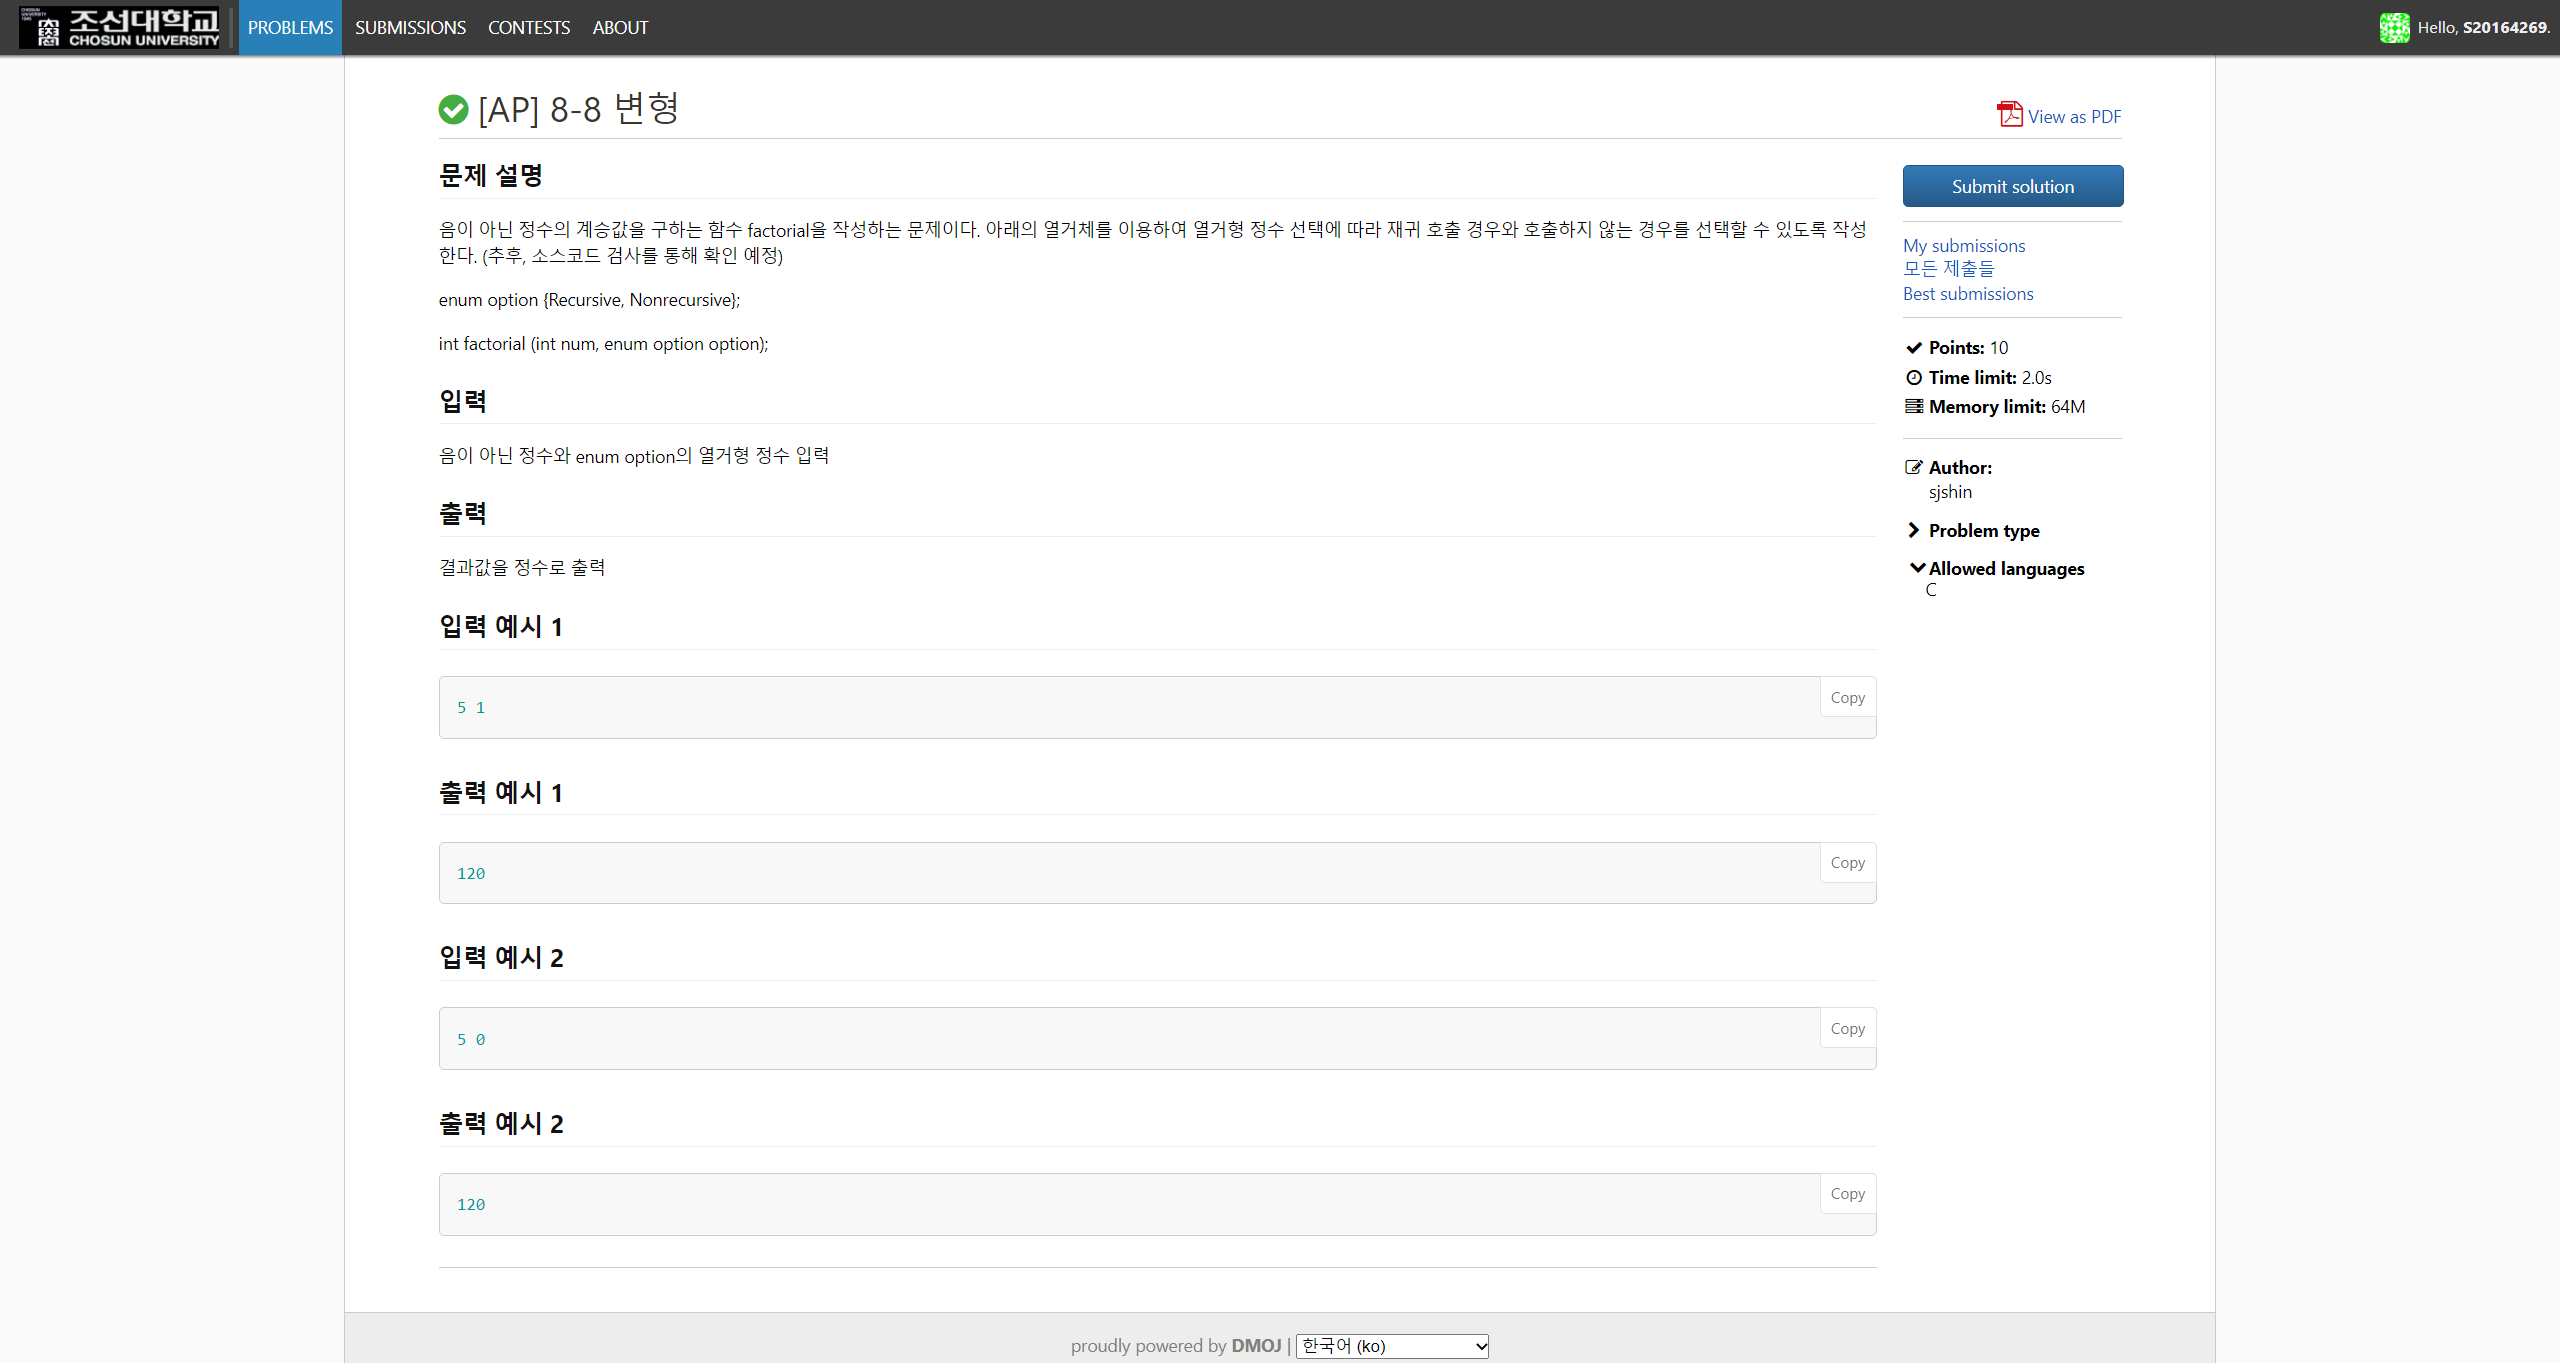 조선대학교
CHOSUN UNIVERSITY
PROBLEMS SUBMISSIONS CONTESTS ABOUT
Hello, S20164269.
[AP] 8-8 변형
View as PDF
문제 설명
음이 아닌 정수의 계승값을 구하는 함수 factorial을 작성하는 문제이다. 아래의 열거체를 이용하여 열거형 정수 선택에 따라 재귀 호출 경우와 호출하지 않는 경우를 선택할 수 있도록 작성
한다. (추후, 소스코드 검사를 통해 확인 예정)
enum option {Recursive, Nonrecursive};
int factorial (int num, enum option option);
입력
음이 아닌 정수와 enum option의 열거형 정수 입력
출력
결과값을 정수로 출력
입력 예시 1
5 1
Copy
출력 예시 1
120
Copy
입력 예시 2
5 0
Copy
출력 예시 2
120
Copy
Submit solution
My submissions
모든 제출들
Best submissions
Points: 10
Time limit: 2.0s
Memory limit: 64M
Author:
sjshin
Problem type
Allowed languages
C
proudly powered by DMOJ | 한국어 (ko)